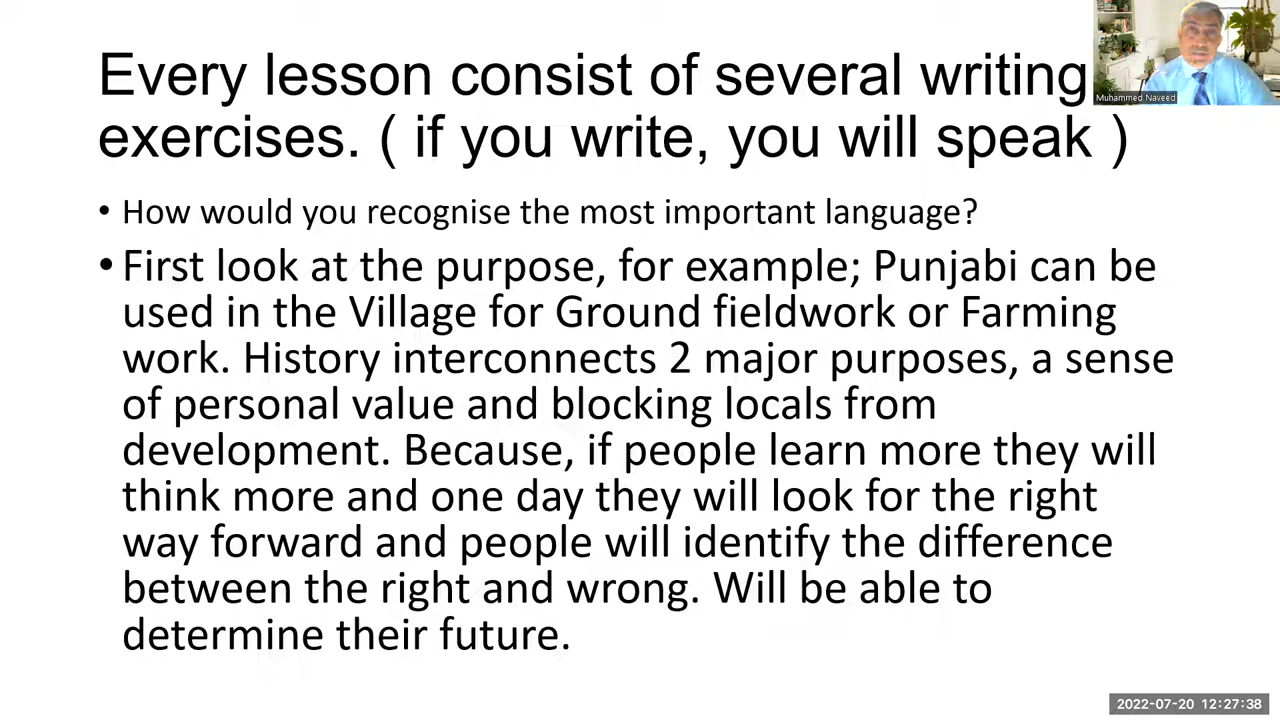 Every lesson consist of several writing
exercises. ( if you write, you will speak )
Muhammed Naveed
• How would you recognise the most important language?
• First look at the purpose, for example; Punjabi can be
used in the Village for Ground fieldwork or Farming
work. History interconnects 2 major purposes, a sense
of personal value and blocking locals from
development. Because, if people learn more they will
think more and one day they will look for the right
way forward and people will identify the difference
between the right and wrong. Will be able to
determine their future.
2022-07-20 12:27:38